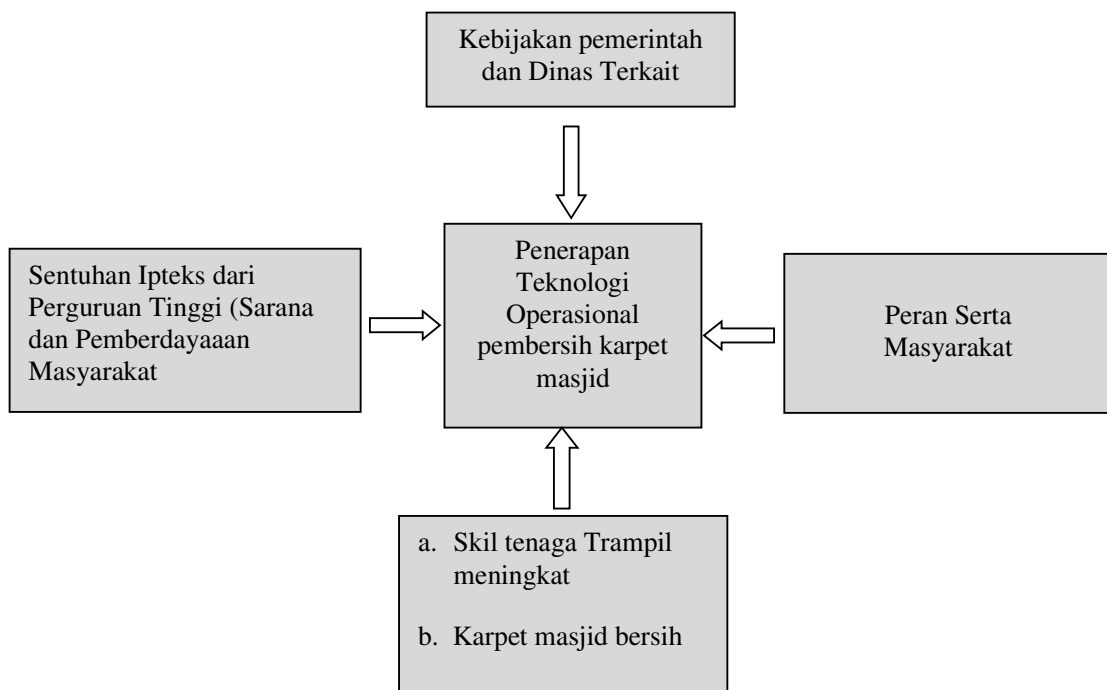 Kebijakan pemerintah
dan Dinas Terkait
Sentuhan Ipteks dari
Perguruan Tinggi (Sarana
dan Pemberdayaaan
Masyarakat
Penerapan
Teknologi
Operasional
pembersih karpet
masjid
Peran Serta
Masyarakat
a. Skil tenaga Trampil
meningkat
b. Karpet masjid bersih